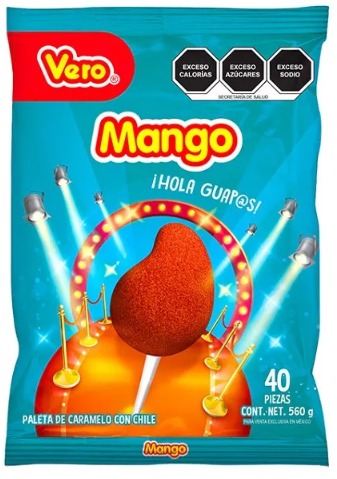 Vero®
EXCESO
CALORÍAS
EXCESO
AZÚCARES
EXCESO
SODIO
SECRETARÍA DE SALUD
Mango
¡HOLA GUAP@S!
40
PIEZAS
CONT. NET. 560 g
PARA VENTA EXCLUSIVA EN MÉXICO
PALETA DE CARAMELO CON CHILE
Mango